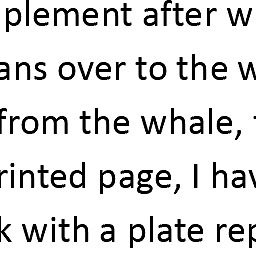 plement after w
ans over to the w
from the whale,
rinted page, I hav
k with a plate rep